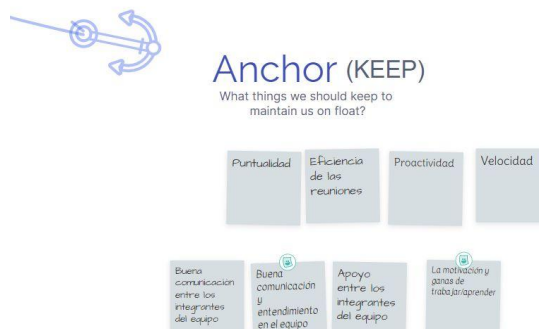 Anchor (KEEP)
What things we should keep to
maintain us on float?
Puntualidad
Eficiencia
de las
reuniones
Proactividad
Velocidad
Buena
comunicación
entre los
integrantes
del equipo
Buena
comunicación
y
entendimiento
en el equipo
Apoyo
entre los
integrantes
del equipo
La motivación y
ganas de
trabajar/aprender